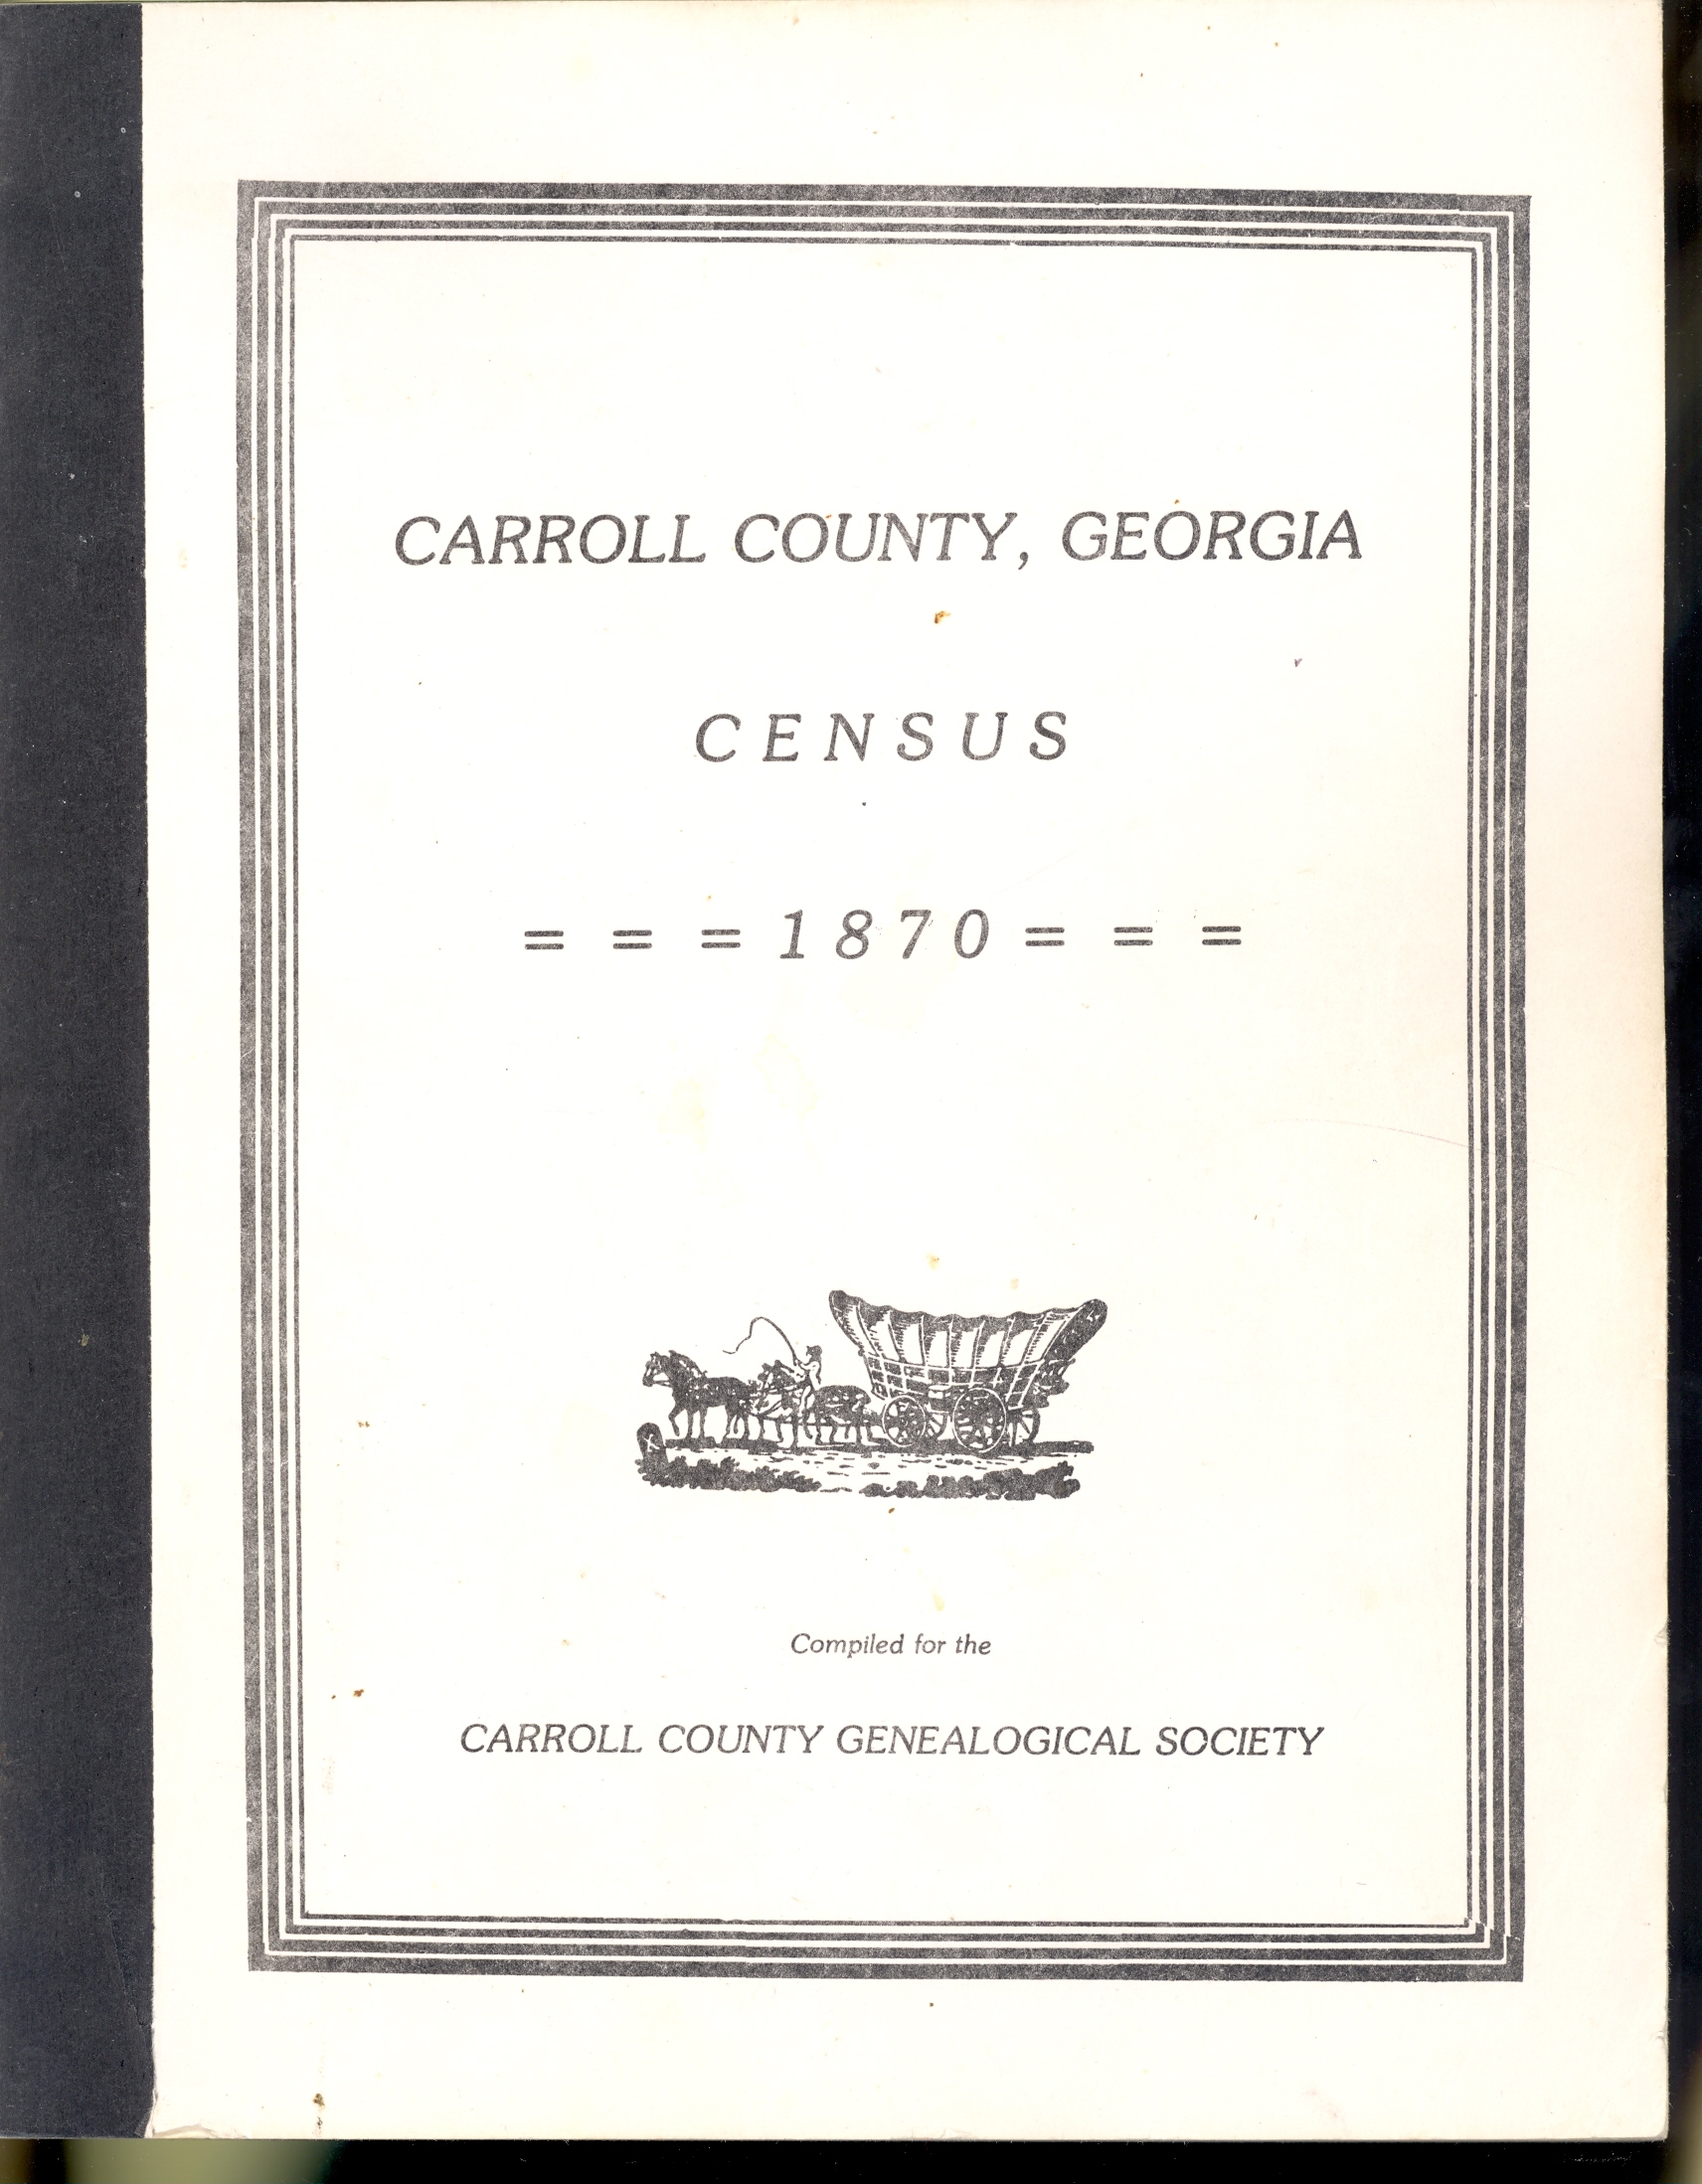 CARROLL COUNTY, GEORGIA
CENSUS
= = = 1870 = = =
Compiled for the
CARROLL COUNTY GENEALOGICAL SOCIETY